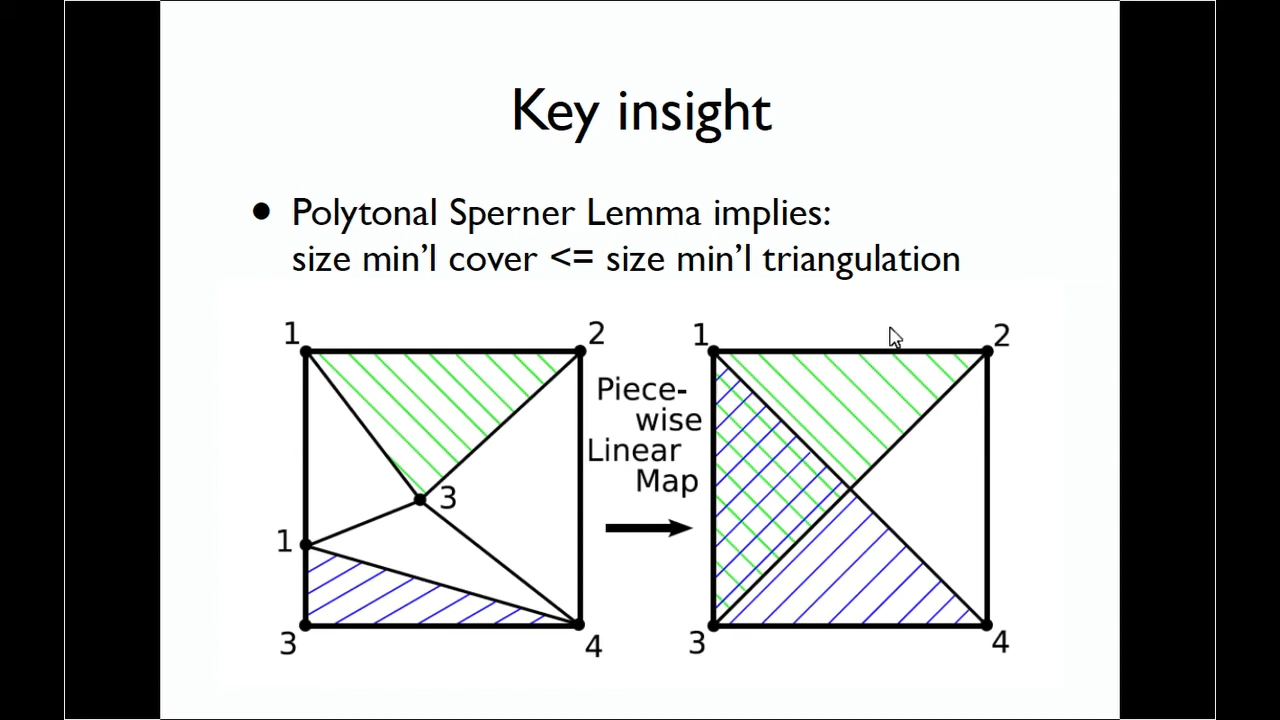 Key insight
• Polytonal Sperner Lemma implies:
size min'l cover <= size min'l triangulation
1 2
3
1
3 4
Piece-
wise
Linear
Map
1 2
3 4